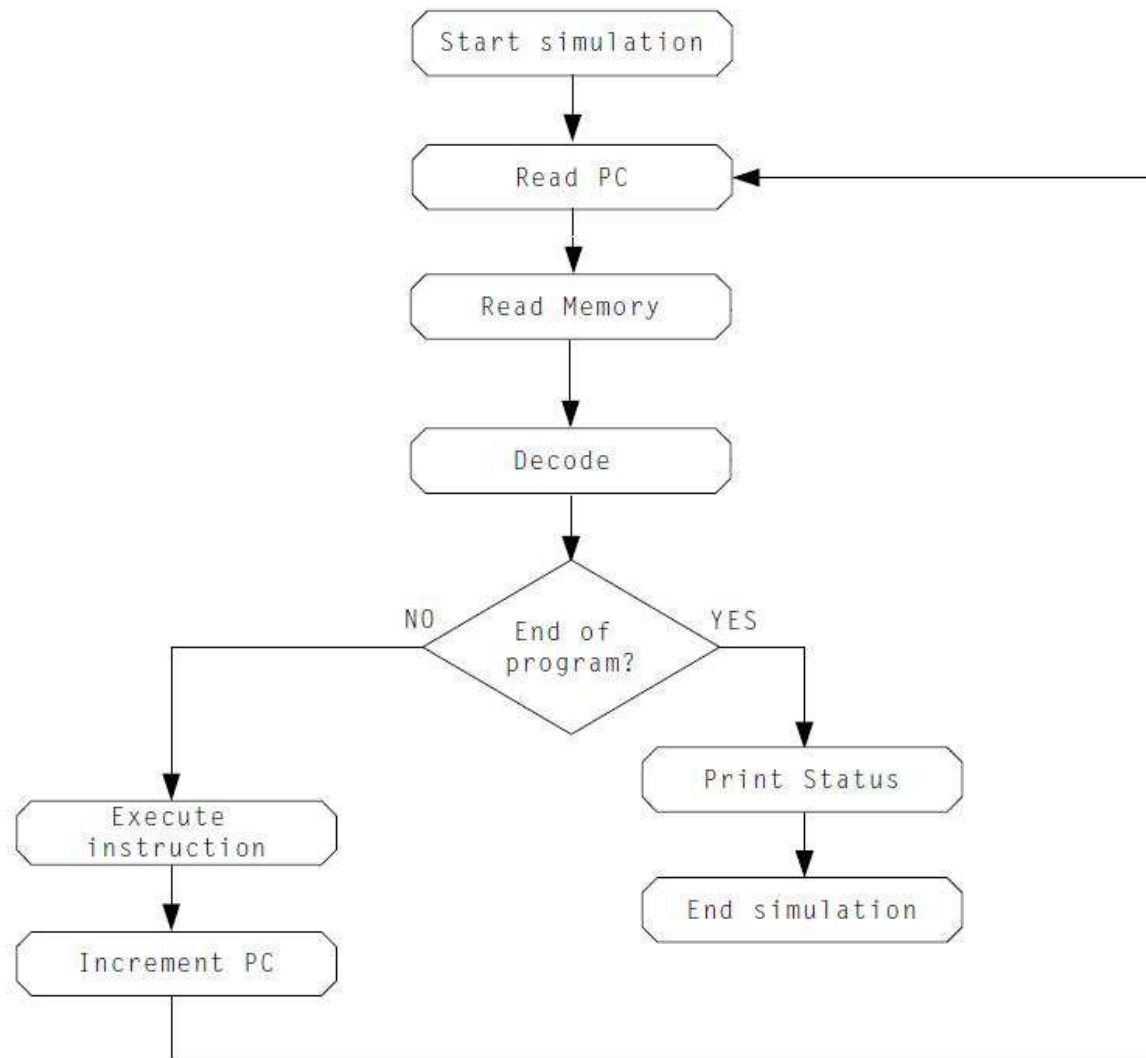 Start simulation
Read PC
Read Memory
Decode
NO
YES
End of
program?
Print Status
Execute
instruction
End simulation
Increment PC